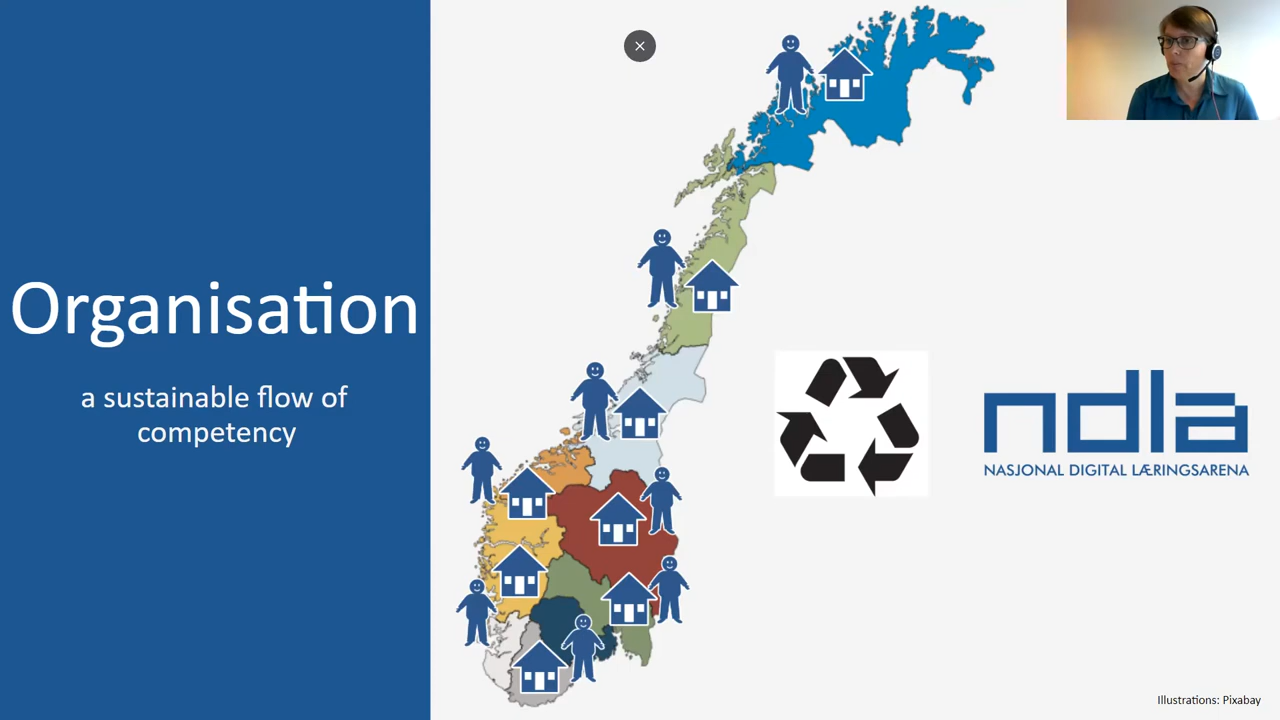 Organisation
a sustainable flow of
competency
ndla
NASJONAL DIGITAL LÆRINGSARENA
Illustrations: Pixabay